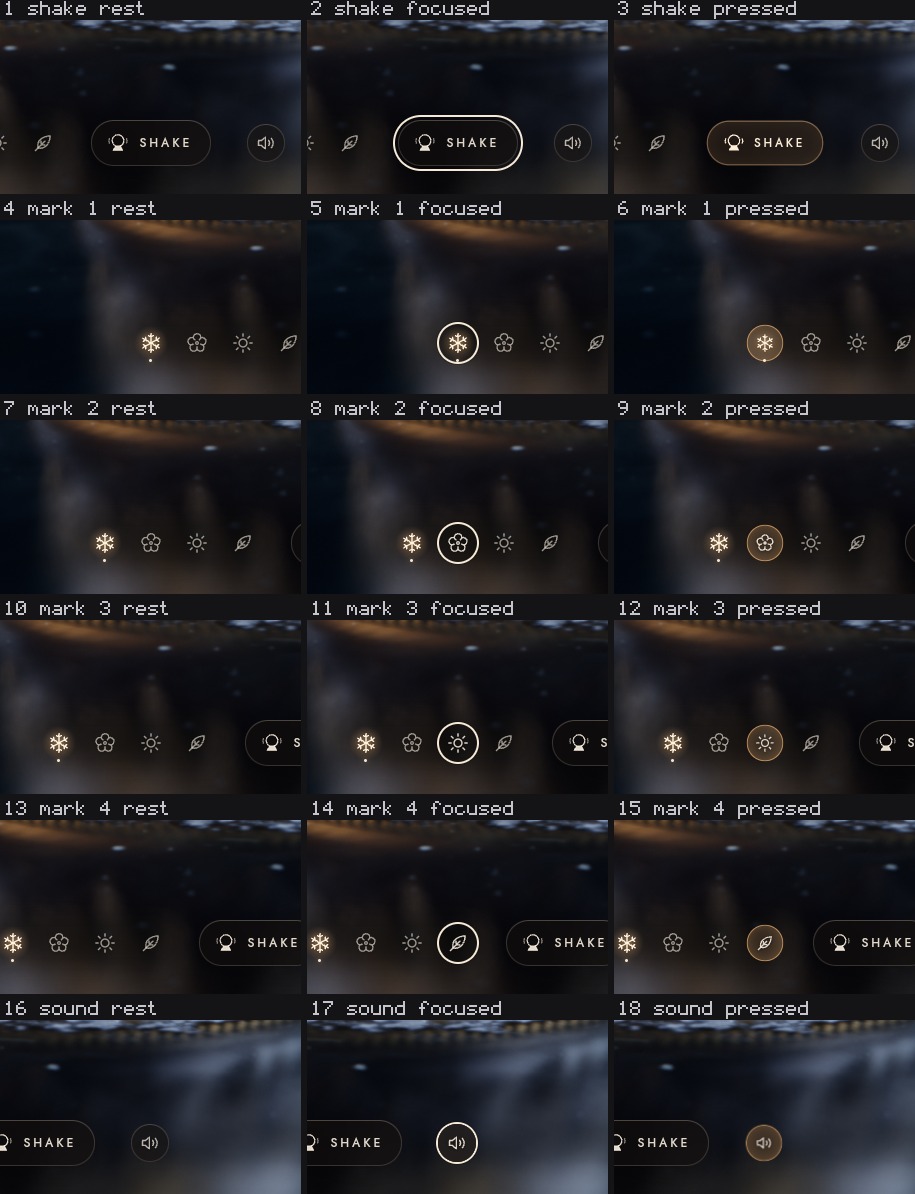 1 shake rest
2 shake focused
3 shake pressed
SHAKE
SHAKE
SHAKE
4 mark 1 rest
5 mark 1 focused
6 mark 1 pressed
7 mark 2 rest
8 mark 2 focused
9 mark 2 pressed
10 mark 3 rest
11 mark 3 focused
12 mark 3 pressed
S
S
S
13 mark 4 rest
14 mark 4 focused
15 mark 4 pressed
SHAKE
SHAKE
SHAKE
16 sound rest
17 sound focused
18 sound pressed
SHAKE
SHAKE
SHAKE